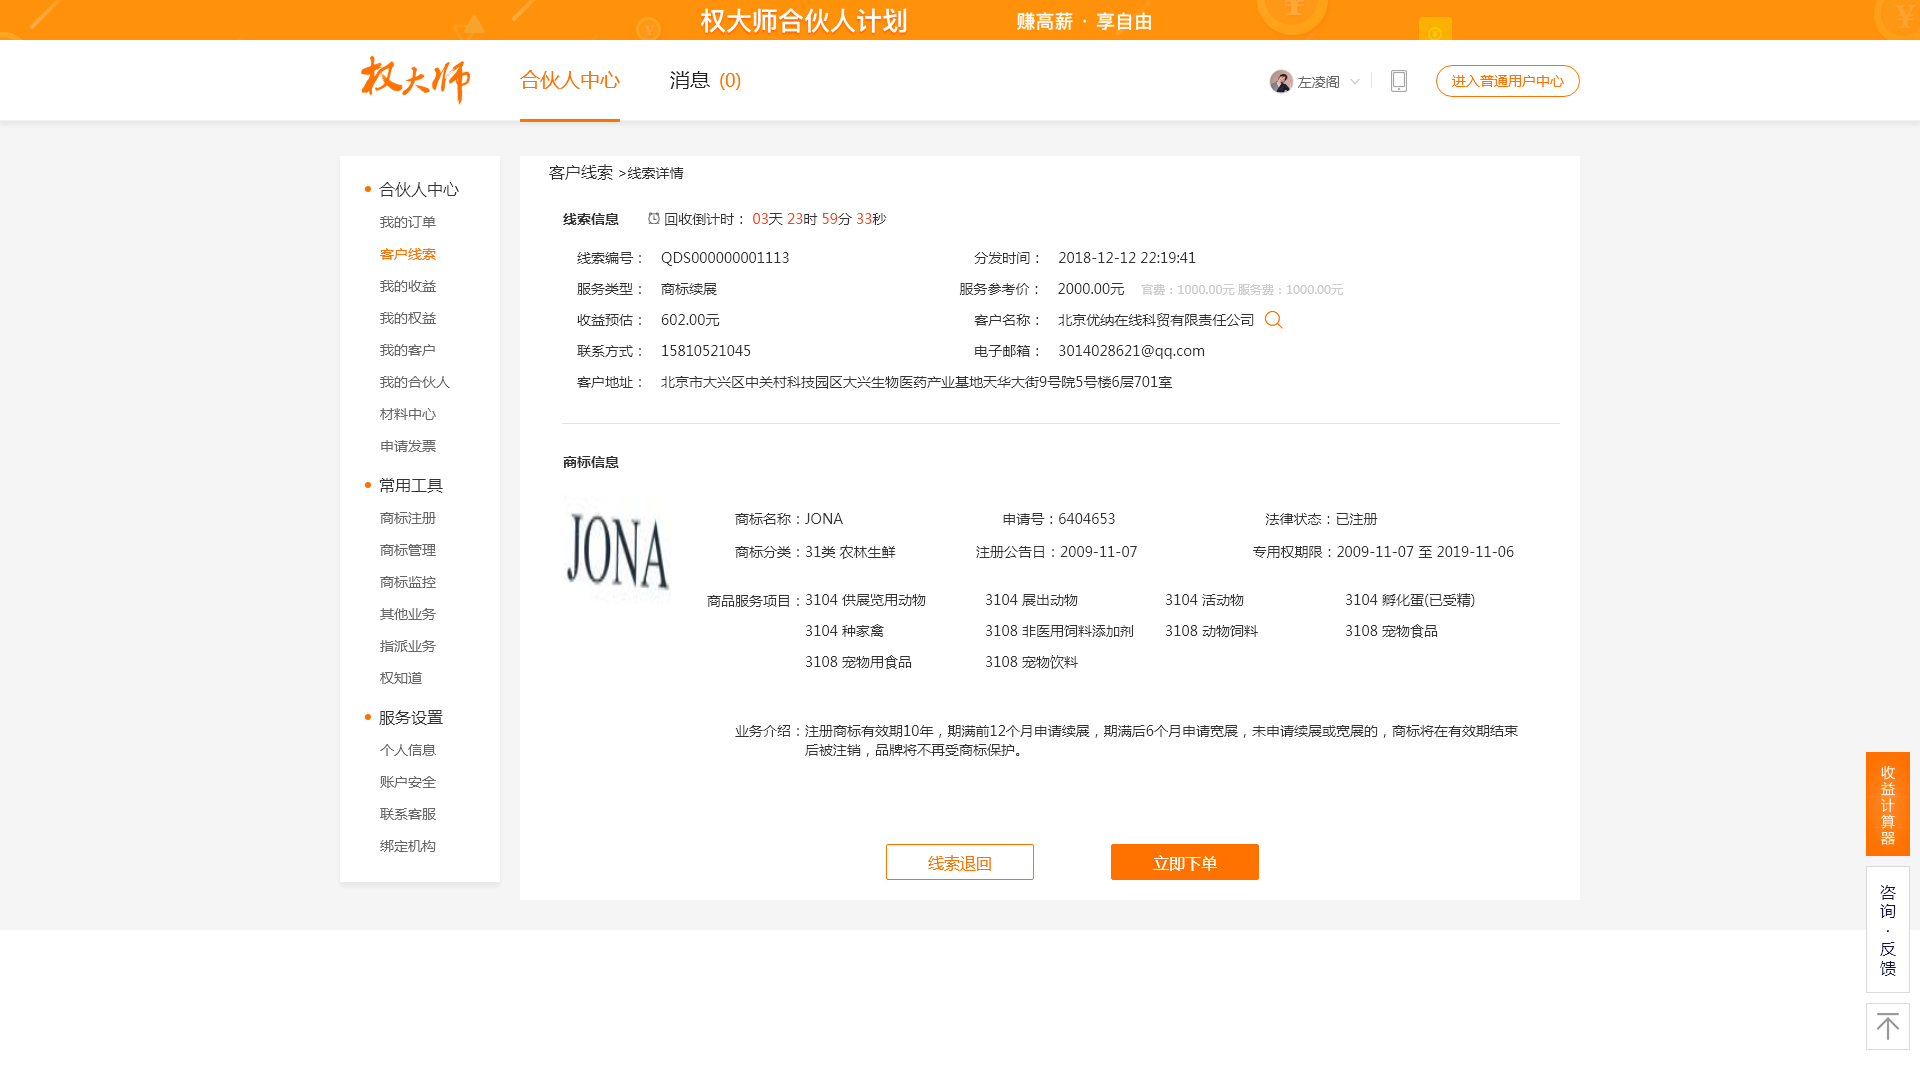 权大师合伙人计划 赚高薪 · 享自由
权大师 合伙人中心 消息 (0) 左凌阁 进入普通用户中心
合伙人中心
我的订单
客户线索
我的收益
我的权益
我的客户
我的合伙人
材料中心
申请发票
常用工具
商标注册
商标管理
商标监控
其他业务
指派业务
权知道
服务设置
个人信息
账户安全
联系客服
绑定机构
客户线索 >线索详情
线索信息 回收倒计时： 03天 23时 59分 33秒
线索编号： QDS000000001113 分发时间： 2018-12-12 22:19:41
服务类型： 商标续展 服务参考价： 2000.00元 官费：1000.00元 服务费：1000.00元
收益预估： 602.00元 客户名称： 北京优纳在线科贸有限责任公司
联系方式： 15810521045 电子邮箱： 3014028621@qq.com
客户地址： 北京市大兴区中关村科技园区大兴生物医药产业基地天华大街9号院5号楼6层701室
商标信息
JONA
商标名称：JONA 申请号：6404653 法律状态：已注册
商标分类：31类 农林生鲜 注册公告日：2009-11-07 专用权期限：2009-11-07 至 2019-11-06
商品服务项目：3104 供展览用动物 3104 展出动物 3104 活动物 3104 孵化蛋(已受精)
3104 种家禽 3108 非医用饲料添加剂 3108 动物饲料 3108 宠物食品
3108 宠物用食品 3108 宠物饮料
业务介绍：注册商标有效期10年，期满前12个月申请续展，期满后6个月申请宽展，未申请续展或宽展的，商标将在有效期结束
后被注销，品牌将不再受商标保护。
线索退回 立即下单
收益计算器
咨询·反馈